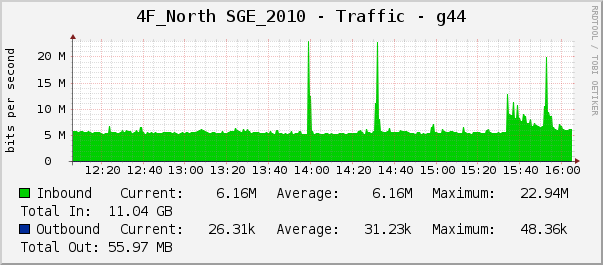 4F_North SGE_2010 - Traffic - g44
RRDTOOL / TOBI OETIKER
bits per second
20 M
15 M
10 M
5 M
0
12:20 12:40 13:00 13:20 13:40 14:00 14:20 14:40 15:00 15:20 15:40 16:00
Inbound Current: 6.16M Average: 6.16M Maximum: 22.94M
Total In: 11.04 GB
Outbound Current: 26.31k Average: 31.23k Maximum: 48.36k
Total Out: 55.97 MB